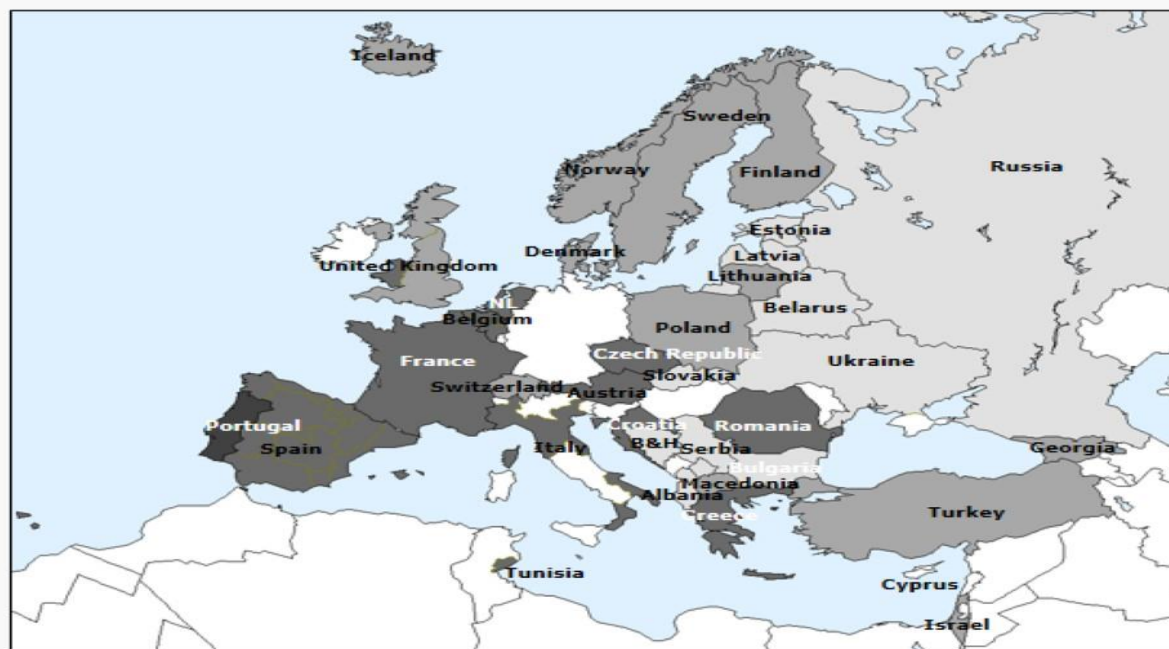 Iceland
Sweden
Norway
Finland
Russia
Estonia
Denmark
Latvia
United Kingdom
Lithuania
NL
Belarus
Belgium
Poland
Czech Republic
France
Ukraine
Slovakia
Switzerland
Austria
Portugal
Croatia
Romania
Spain
Italy
B&H
Serbia
Georgia
Bulgaria
Macedonia
Albania
Greece
Turkey
Tunisia
Cyprus
Israel